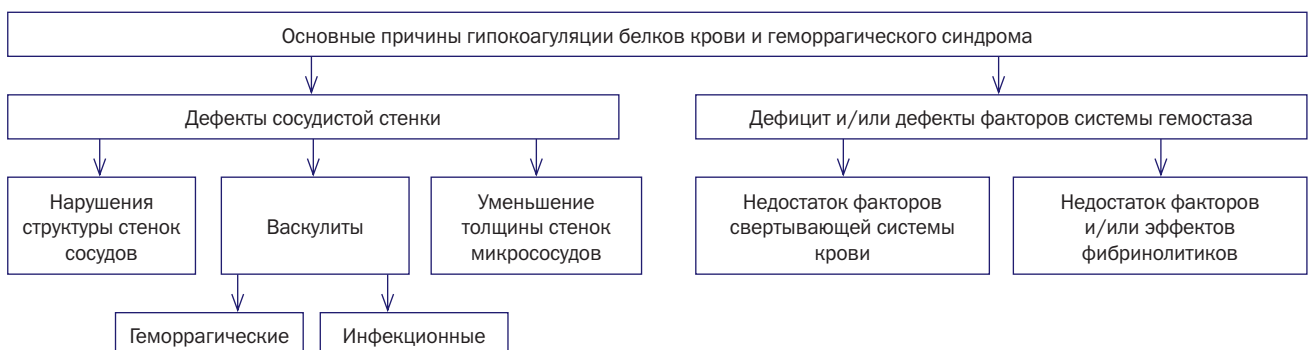 Основные причины гипокоагуляции белков крови и геморрагического синдрома
Дефекты сосудистой стенки
Дефицит и/или дефекты факторов системы гемостаза
Нарушения
структуры стенок
сосудов
Васкулиты
Уменьшение
толщины стенок
микрососудов
Недостаток факторов
свертывающей системы
крови
Недостаток факторов
и/или эффектов
фибринолитиков
Геморрагические
Инфекционные